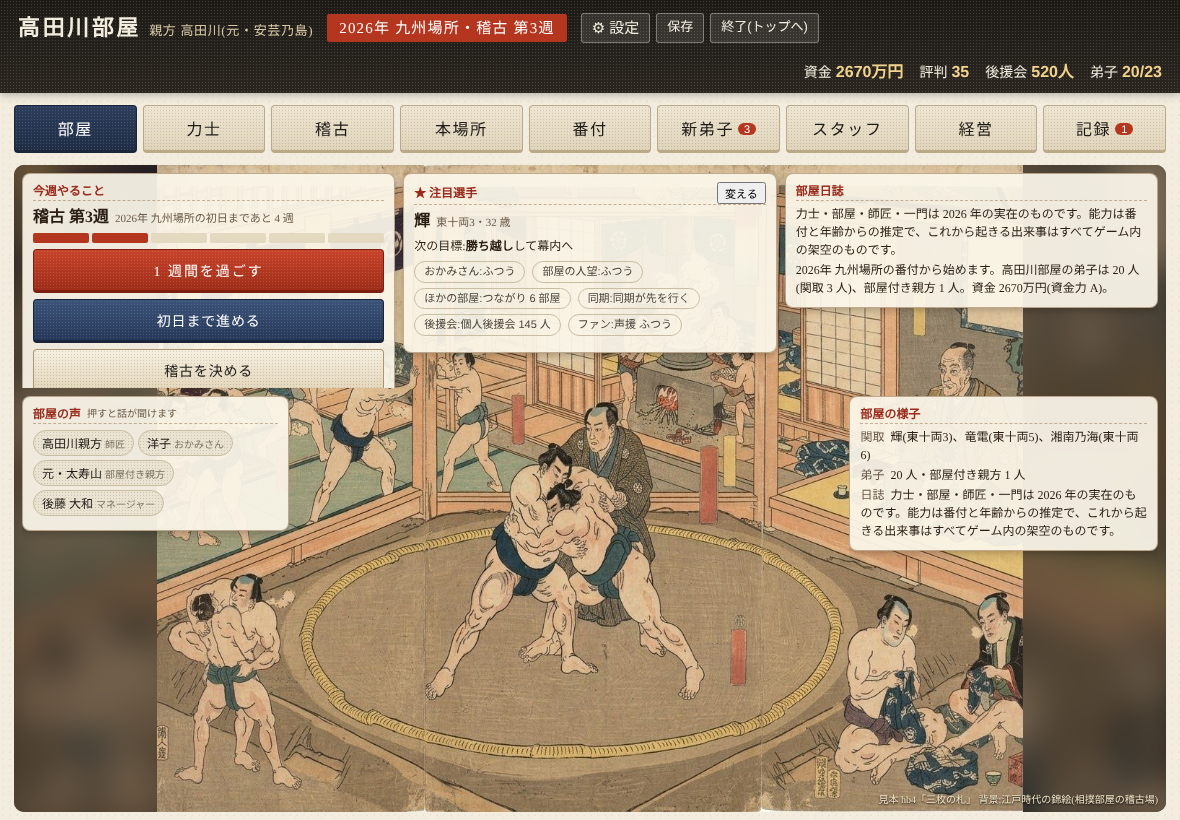 高田川部屋 親方 高田川(元・安芸乃島) 2026年 九州場所・稽古 第3週 ⚙ 設定 保存 終了(トップへ)
資金 2670万円 評判 35 後援会 520人 弟子 20/23
部屋 力士 稽古 本場所 番付 新弟子 3 スタッフ 経営 記録 1
今週やること
稽古 第3週 2026年 九州場所の初日まであと 4 週
1 週間を過ごす
初日まで進める
稽古を決める
★ 注目選手 変える
輝 東十両3・32 歳
次の目標:勝ち越しして幕内へ
おかみさん:ふつう 部屋の人望:ふつう
ほかの部屋:つながり 6 部屋 同期:同期が先を行く
後援会:個人後援会 145 人 ファン:声援 ふつう
部屋日誌
力士・部屋・師匠・一門は 2026 年の実在のものです。能力は番
付と年齢からの推定で、これから起きる出来事はすべてゲーム内
の架空のものです。
2026年 九州場所の番付から始めます。高田川部屋の弟子は 20 人
(関取 3 人)、部屋付き親方 1 人。資金 2670万円(資金力 A)。
部屋の声 押すと話が聞けます
高田川親方 師匠 洋子 おかみさん
元・太寿山 部屋付き親方
後藤 大和 マネージャー
部屋の様子
関取 輝(東十両3)、竜電(東十両5)、湘南乃海(東十両
6)
弟子 20 人・部屋付き親方 1 人
日誌 力士・部屋・師匠・一門は 2026 年の実在のも
のです。能力は番付と年齢からの推定で、これから起
きる出来事はすべてゲーム内の架空のものです。
見本 hb4「三枚の札」 背景:江戸時代の錦絵(相撲部屋の稽古場)